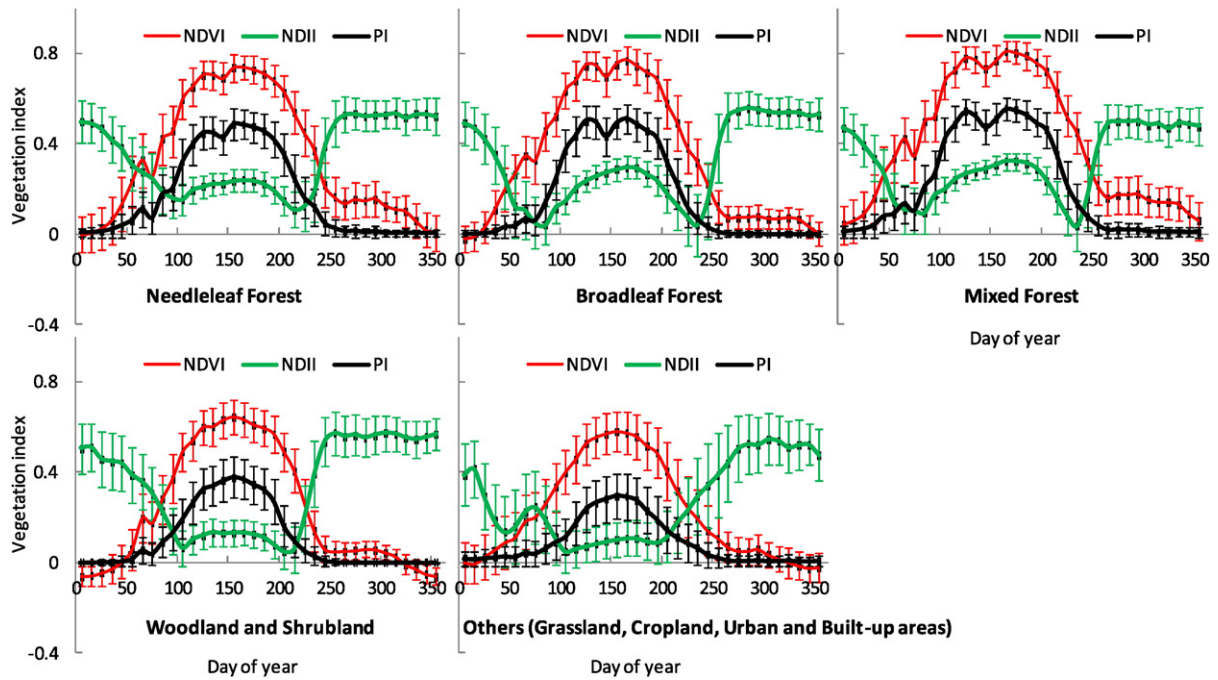 NDVI NDII PI
NDVI NDII PI
NDVI NDII PI
Vegetation index
0.8
0.4
0
-0.4
0 50 100 150 200 250 300 350
0 50 100 150 200 250 300 350
0 50 100 150 200 250 300 350
Needleleaf Forest
Broadleaf Forest
Mixed Forest
Day of year
NDVI NDII PI
NDVI NDII PI
Vegetation index
0.8
0.4
0
-0.4
0 50 100 150 200 250 300 350
0 50 100 150 200 250 300 350
Woodland and Shrubland
Others (Grassland, Cropland, Urban and Built-up areas)
Day of year
Day of year